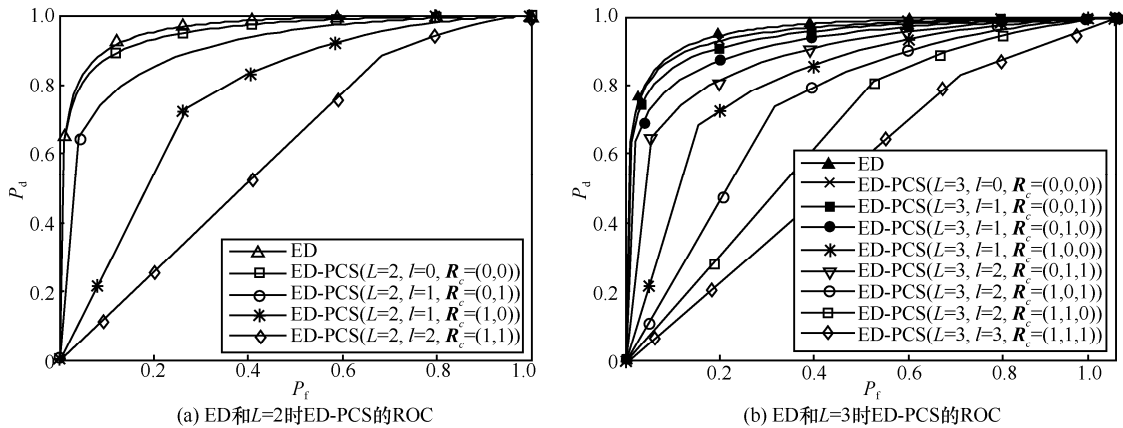 1.0
0.8
0.6
0.4
0.2
0
P_d
0.2
0.4
0.6
0.8
1.0
P_f
ED
ED-PCS(L=2, l=0, R_c=(0,0))
ED-PCS(L=2, l=1, R_c=(0,1))
ED-PCS(L=2, l=1, R_c=(1,0))
ED-PCS(L=2, l=2, R_c=(1,1))
(a) ED和L=2时ED-PCS的ROC
1.0
0.8
0.6
0.4
0.2
0
P_d
0.2
0.4
0.6
0.8
1.0
P_f
ED
ED-PCS(L=3, l=0, R_c=(0,0,0))
ED-PCS(L=3, l=1, R_c=(0,0,1))
ED-PCS(L=3, l=1, R_c=(0,1,0))
ED-PCS(L=3, l=1, R_c=(1,0,0))
ED-PCS(L=3, l=2, R_c=(0,1,1))
ED-PCS(L=3, l=2, R_c=(1,0,1))
ED-PCS(L=3, l=2, R_c=(1,1,0))
ED-PCS(L=3, l=3, R_c=(1,1,1))
(b) ED和L=3时ED-PCS的ROC